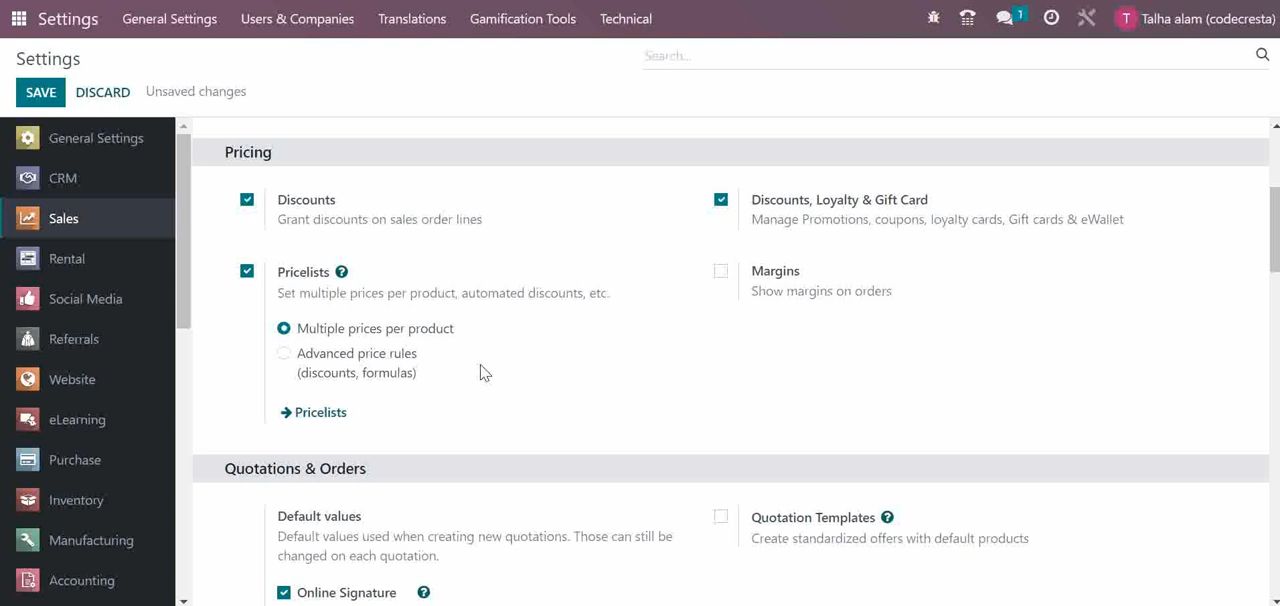 Settings General Settings Users & Companies Translations Gamification Tools Technical 1 T Talha alam (codecresta)
Settings
Search...
SAVE DISCARD Unsaved changes
General Settings
CRM
Sales
Rental
Social Media
Referrals
Website
eLearning
Purchase
Inventory
Manufacturing
Accounting
Pricing
Discounts
Grant discounts on sales order lines
Discounts, Loyalty & Gift Card
Manage Promotions, coupons, loyalty cards, Gift cards & eWallet
Pricelists ?
Set multiple prices per product, automated discounts, etc.
Multiple prices per product
Advanced price rules
(discounts, formulas)
Pricelists
Margins
Show margins on orders
Quotations & Orders
Default values
Default values used when creating new quotations. Those can still be
changed on each quotation.
Online Signature ?
Quotation Templates ?
Create standardized offers with default products